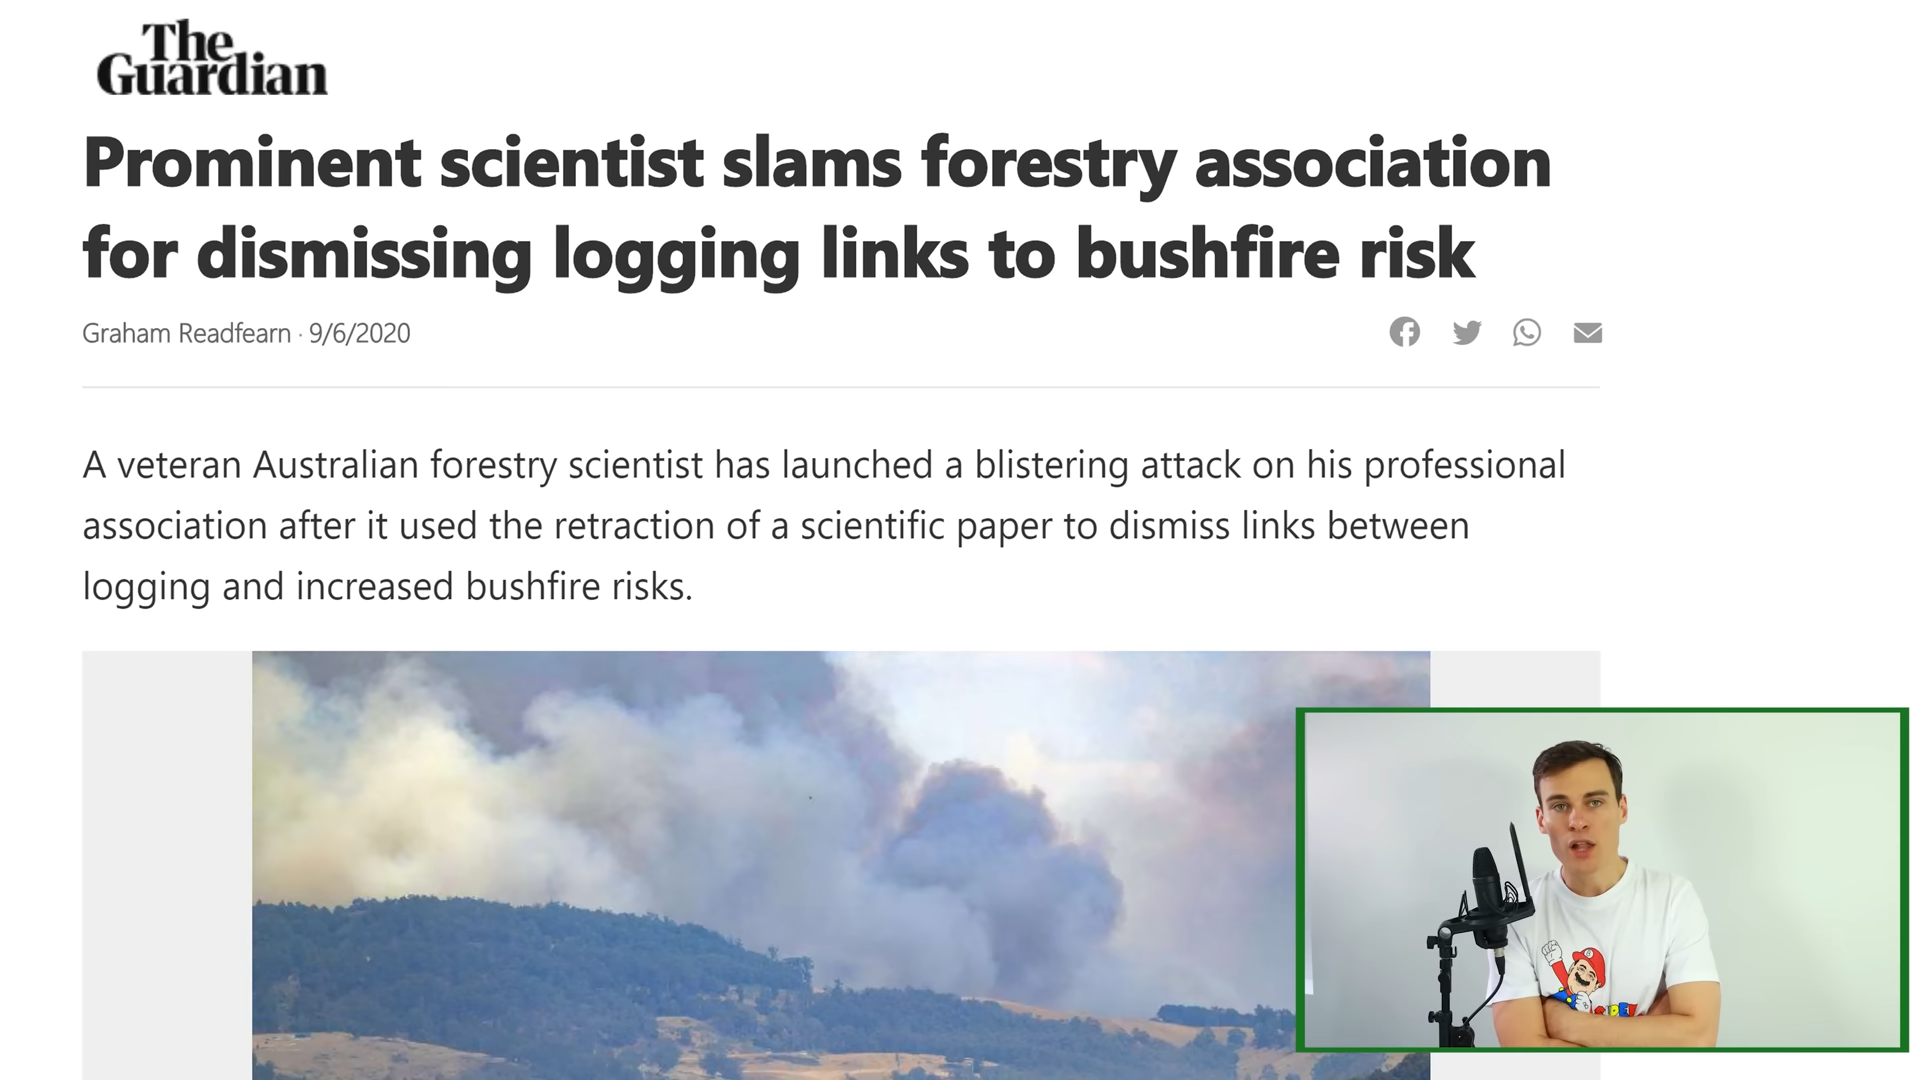 The
Guardian
Prominent scientist slams forestry association
for dismissing logging links to bushfire risk
Graham Readfearn · 9/6/2020
A veteran Australian forestry scientist has launched a blistering attack on his professional
association after it used the retraction of a scientific paper to dismiss links between
logging and increased bushfire risks.